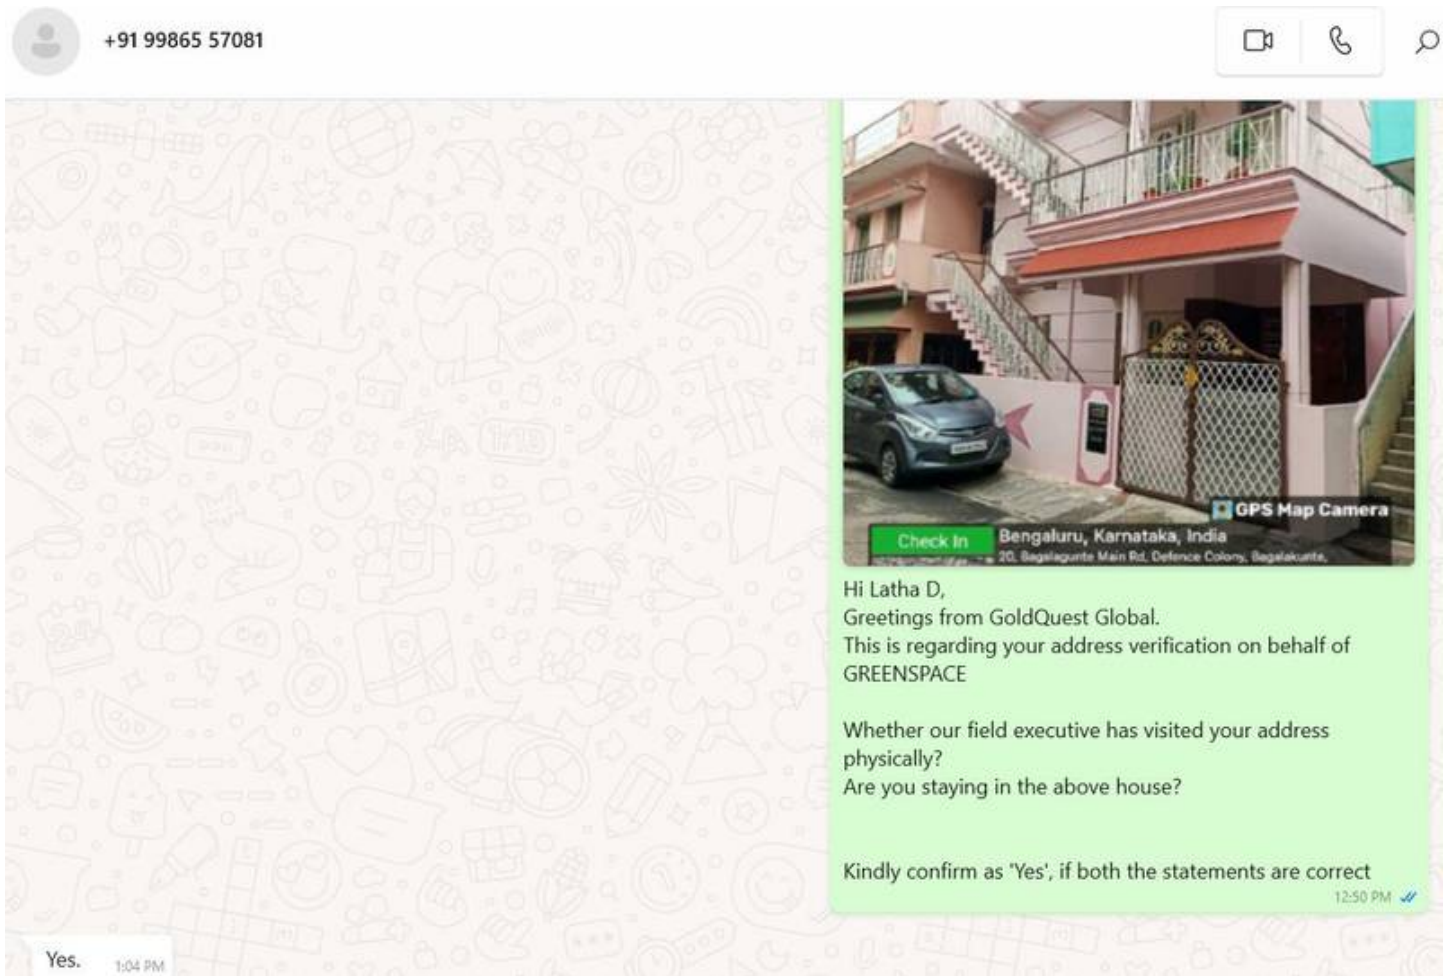 +91 99865 57081
GPS Map Camera
Check In
Bengaluru, Karnataka, India
20, Bagalagunte Main Rd, Defence Colony, Bagalakunte,
Hi Latha D,
Greetings from GoldQuest Global.
This is regarding your address verification on behalf of
GREENSPACE
Whether our field executive has visited your address
physically?
Are you staying in the above house?
Kindly confirm as 'Yes', if both the statements are correct
12:50 PM
Yes.
1:04 PM